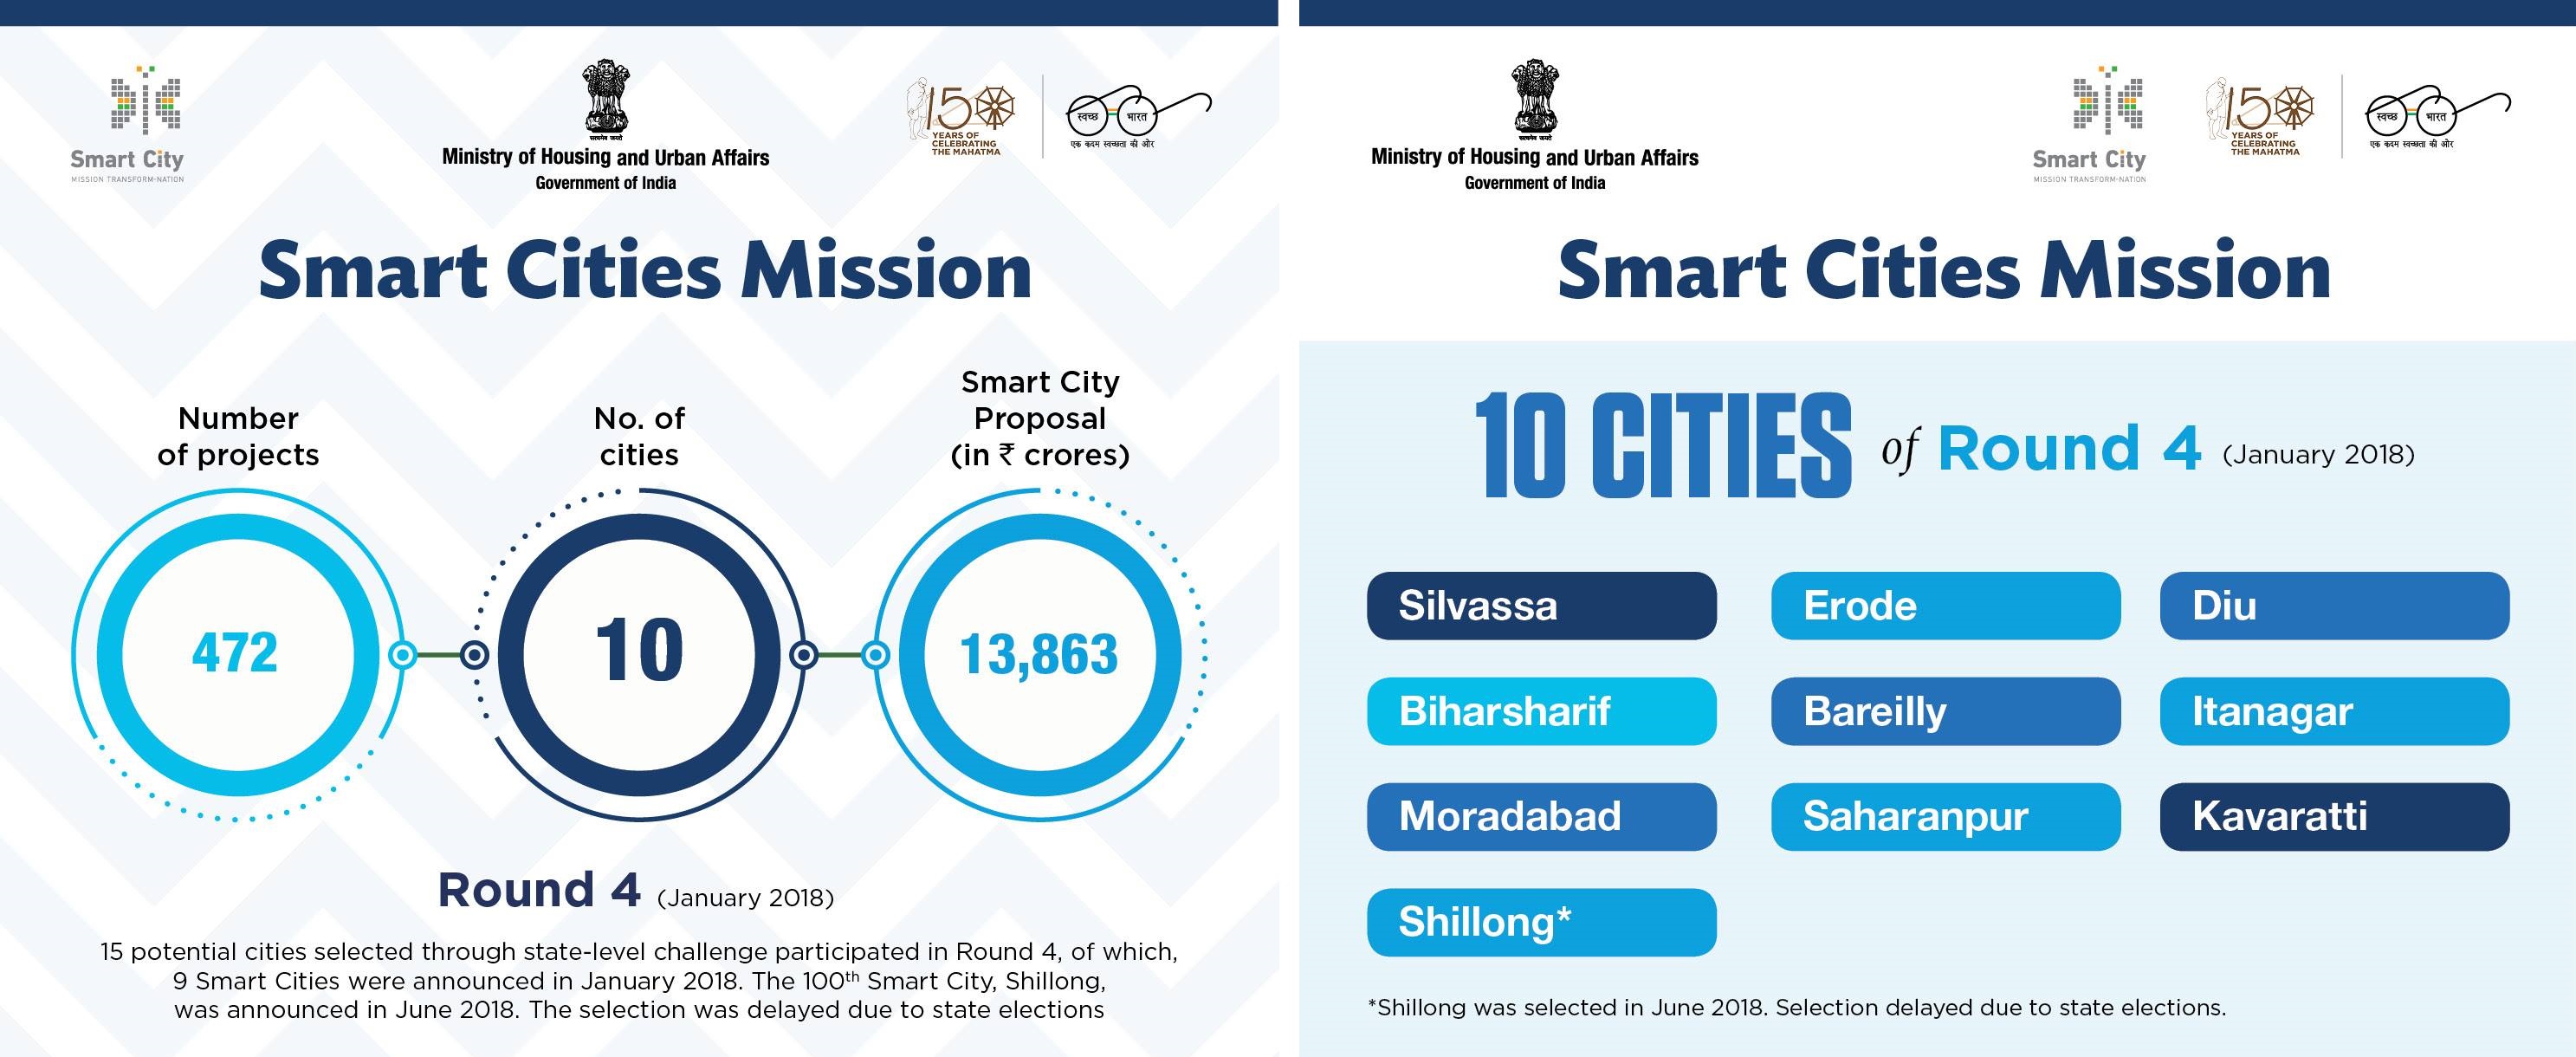 Smart City
MISSION TRANSFORM-NATION
सत्यमेव जयते
Ministry of Housing and Urban Affairs
Government of India
150
YEARS OF
CELEBRATING
THE MAHATMA
स्वच्छ भारत
एक कदम स्वच्छता की ओर
Smart Cities Mission
Number
of projects
No. of
cities
Smart City
Proposal
(in ₹ crores)
472
10
13,863
Round 4 (January 2018)
15 potential cities selected through state-level challenge participated in Round 4, of which,
9 Smart Cities were announced in January 2018. The 100th Smart City, Shillong,
was announced in June 2018. The selection was delayed due to state elections
सत्यमेव जयते
Ministry of Housing and Urban Affairs
Government of India
Smart City
MISSION TRANSFORM-NATION
150
YEARS OF
CELEBRATING
THE MAHATMA
स्वच्छ भारत
एक कदम स्वच्छता की ओर
Smart Cities Mission
10 CITIES of Round 4 (January 2018)
Silvassa Erode Diu
Biharsharif Bareilly Itanagar
Moradabad Saharanpur Kavaratti
Shillong*
*Shillong was selected in June 2018. Selection delayed due to state elections.